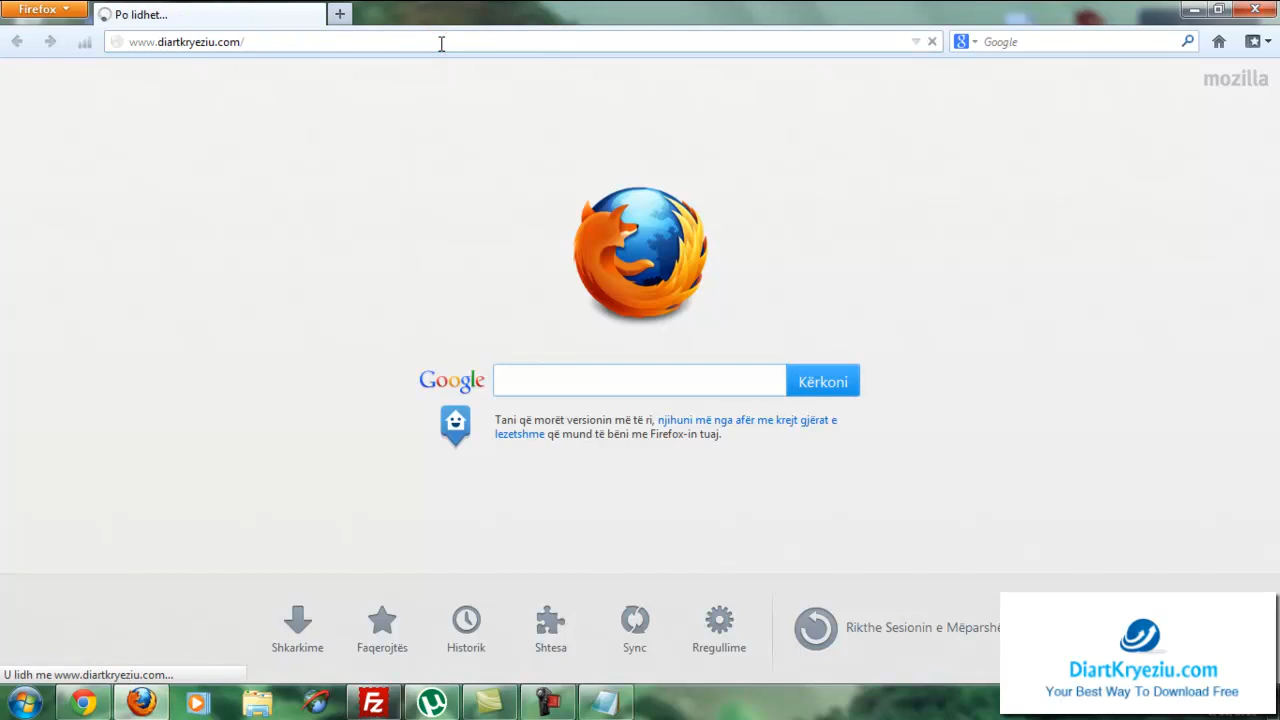 Firefox
Po lidhet...
www.diartkryeziu.com/
Google
mozilla
Google
Kërkoni
Tani që morët versionin më të ri, njihuni më nga afër me krejt gjërat e
lezetshme që mund të bëni me Firefox-in tuaj.
Shkarkime
Faqerojtës
Historik
Shtesa
Sync
Rregullime
Rikthe Sesionin e Mëparshë
U lidh me www.diartkryeziu.com...
DiartKryeziu.com
Your Best Way To Download Free